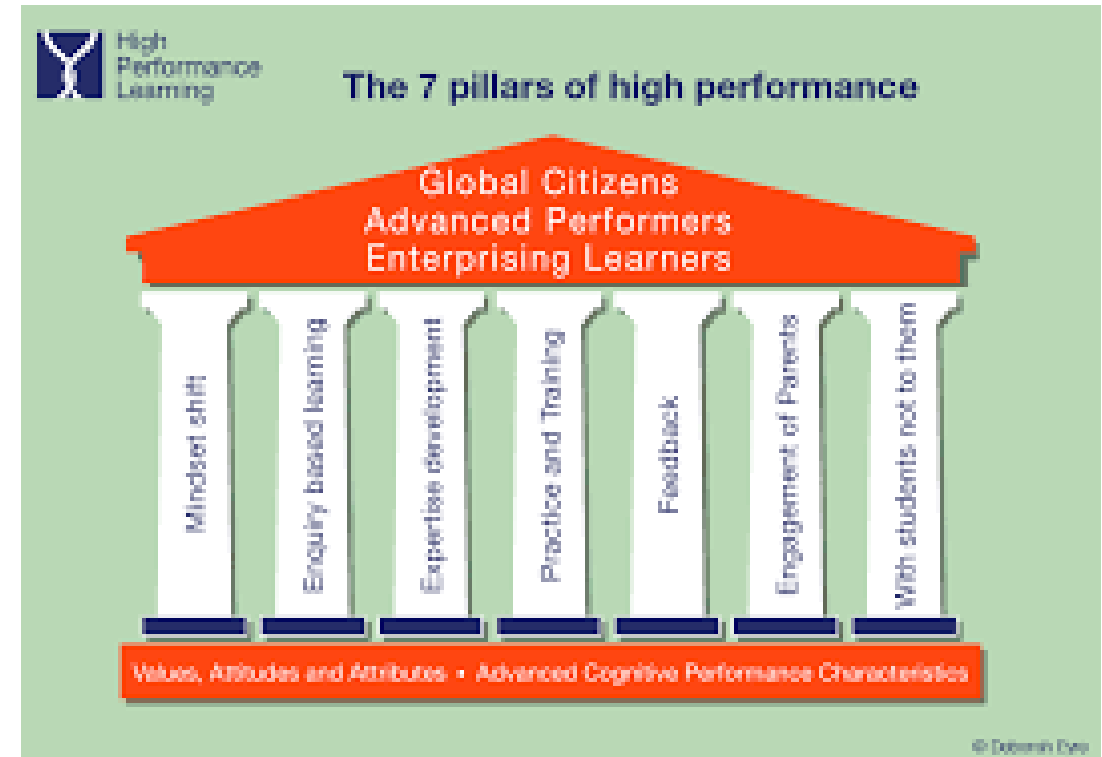 High
Performance
Learning
The 7 pillars of high performance
Global Citizens
Advanced Performers
Enterprising Learners
Mindset shift
Enquiry based learning
Expertise development
Practice and Training
Feedback
Engagement of Parents
With students not to them
Values, Attitudes and Attributes • Advanced Cognitive Performance Characteristics
© Deborah Eyre